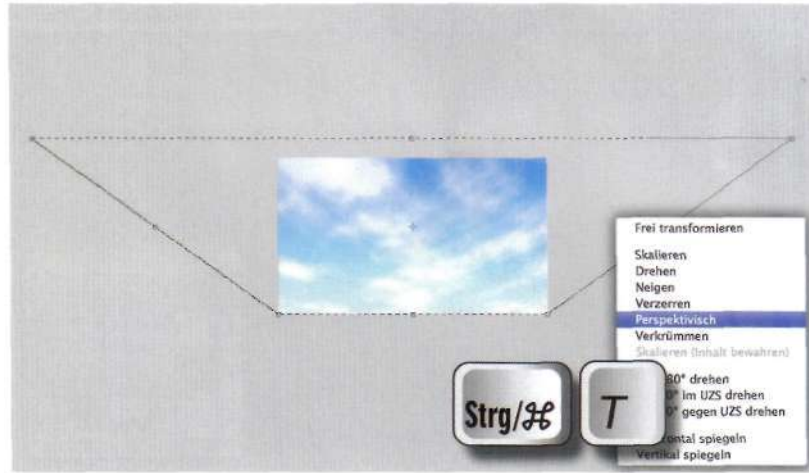 Frei transformieren
Skalieren
Drehen
Neigen
Verzerren
Perspektivisch
Verkrümmen
Skalieren (Inhalt bewahren)
drehen
im UZS drehen
gegen UZS drehen
spiegeln
Vertikal spiegeln
Strg/⌘
T